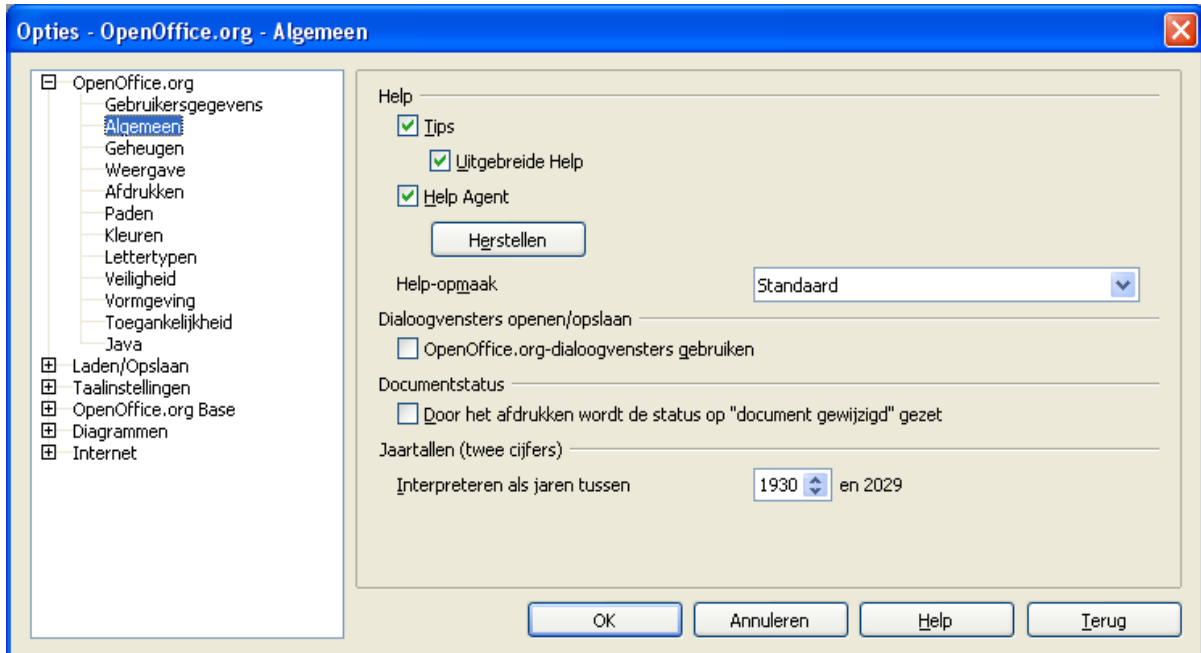 Opties - OpenOffice.org - Algemeen
OpenOffice.org
Gebruikersgegevens
Algemeen
Geheugen
Weergave
Afdrukken
Paden
Kleuren
Lettertypen
Veiligheid
Vormgeving
Toegankelijkheid
Java
Laden/Opslaan
Taalinstellingen
OpenOffice.org Base
Diagrammen
Internet
Help
Tips
Uitgebreide Help
Help Agent
Herstellen
Help-opmaak Standaard
Dialoogvensters openen/opslaan
OpenOffice.org-dialoogvensters gebruiken
Documentstatus
Door het afdrukken wordt de status op "document gewijzigd" gezet
Jaartallen (twee cijfers)
Interpreteren als jaren tussen 1930 en 2029
OK Annuleren Help Terug